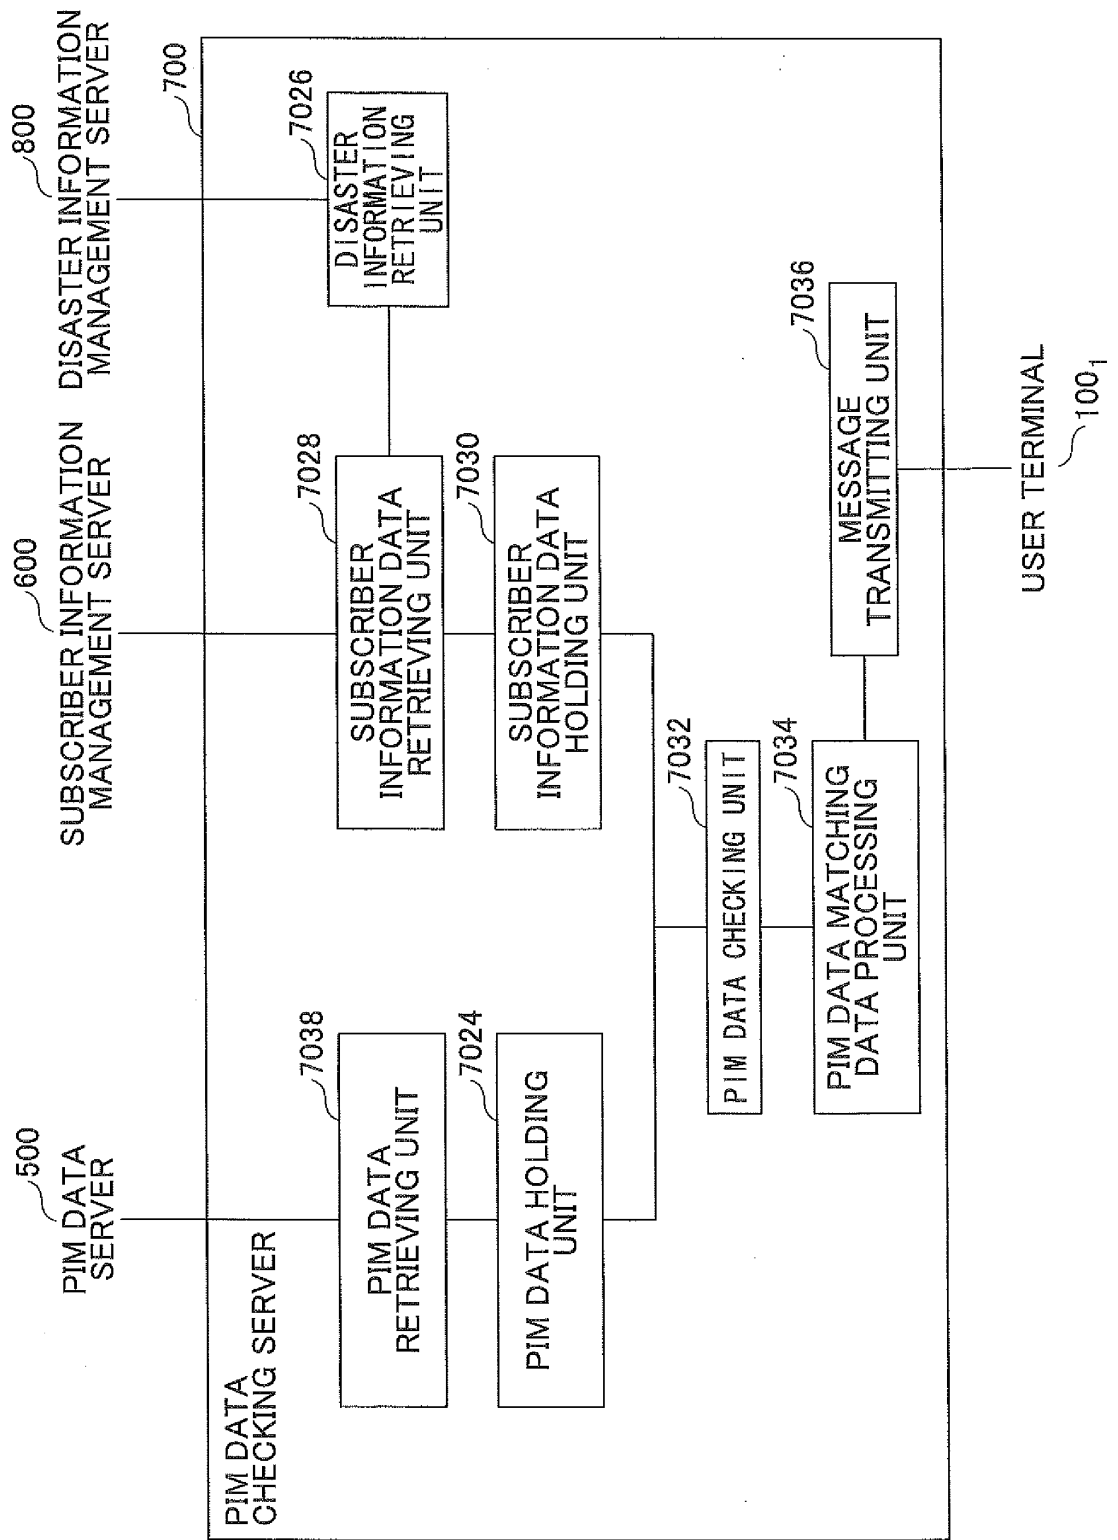 PIM DATA
SERVER
500
SUBSCRIBER INFORMATION
MANAGEMENT SERVER
600
DISASTER INFORMATION
MANAGEMENT SERVER
800
PIM DATA
CHECKING SERVER
700
PIM DATA
RETRIEVING UNIT
7038
SUBSCRIBER
INFORMATION DATA
RETRIEVING UNIT
7028
DISASTER
INFORMATION
RETRIEVING
UNIT
7026
PIM DATA HOLDING
UNIT
7024
SUBSCRIBER
INFORMATION DATA
HOLDING UNIT
7030
PIM DATA CHECKING UNIT
7032
PIM DATA MATCHING
DATA PROCESSING
UNIT
7034
MESSAGE
TRANSMITTING UNIT
7036
USER TERMINAL
100₁